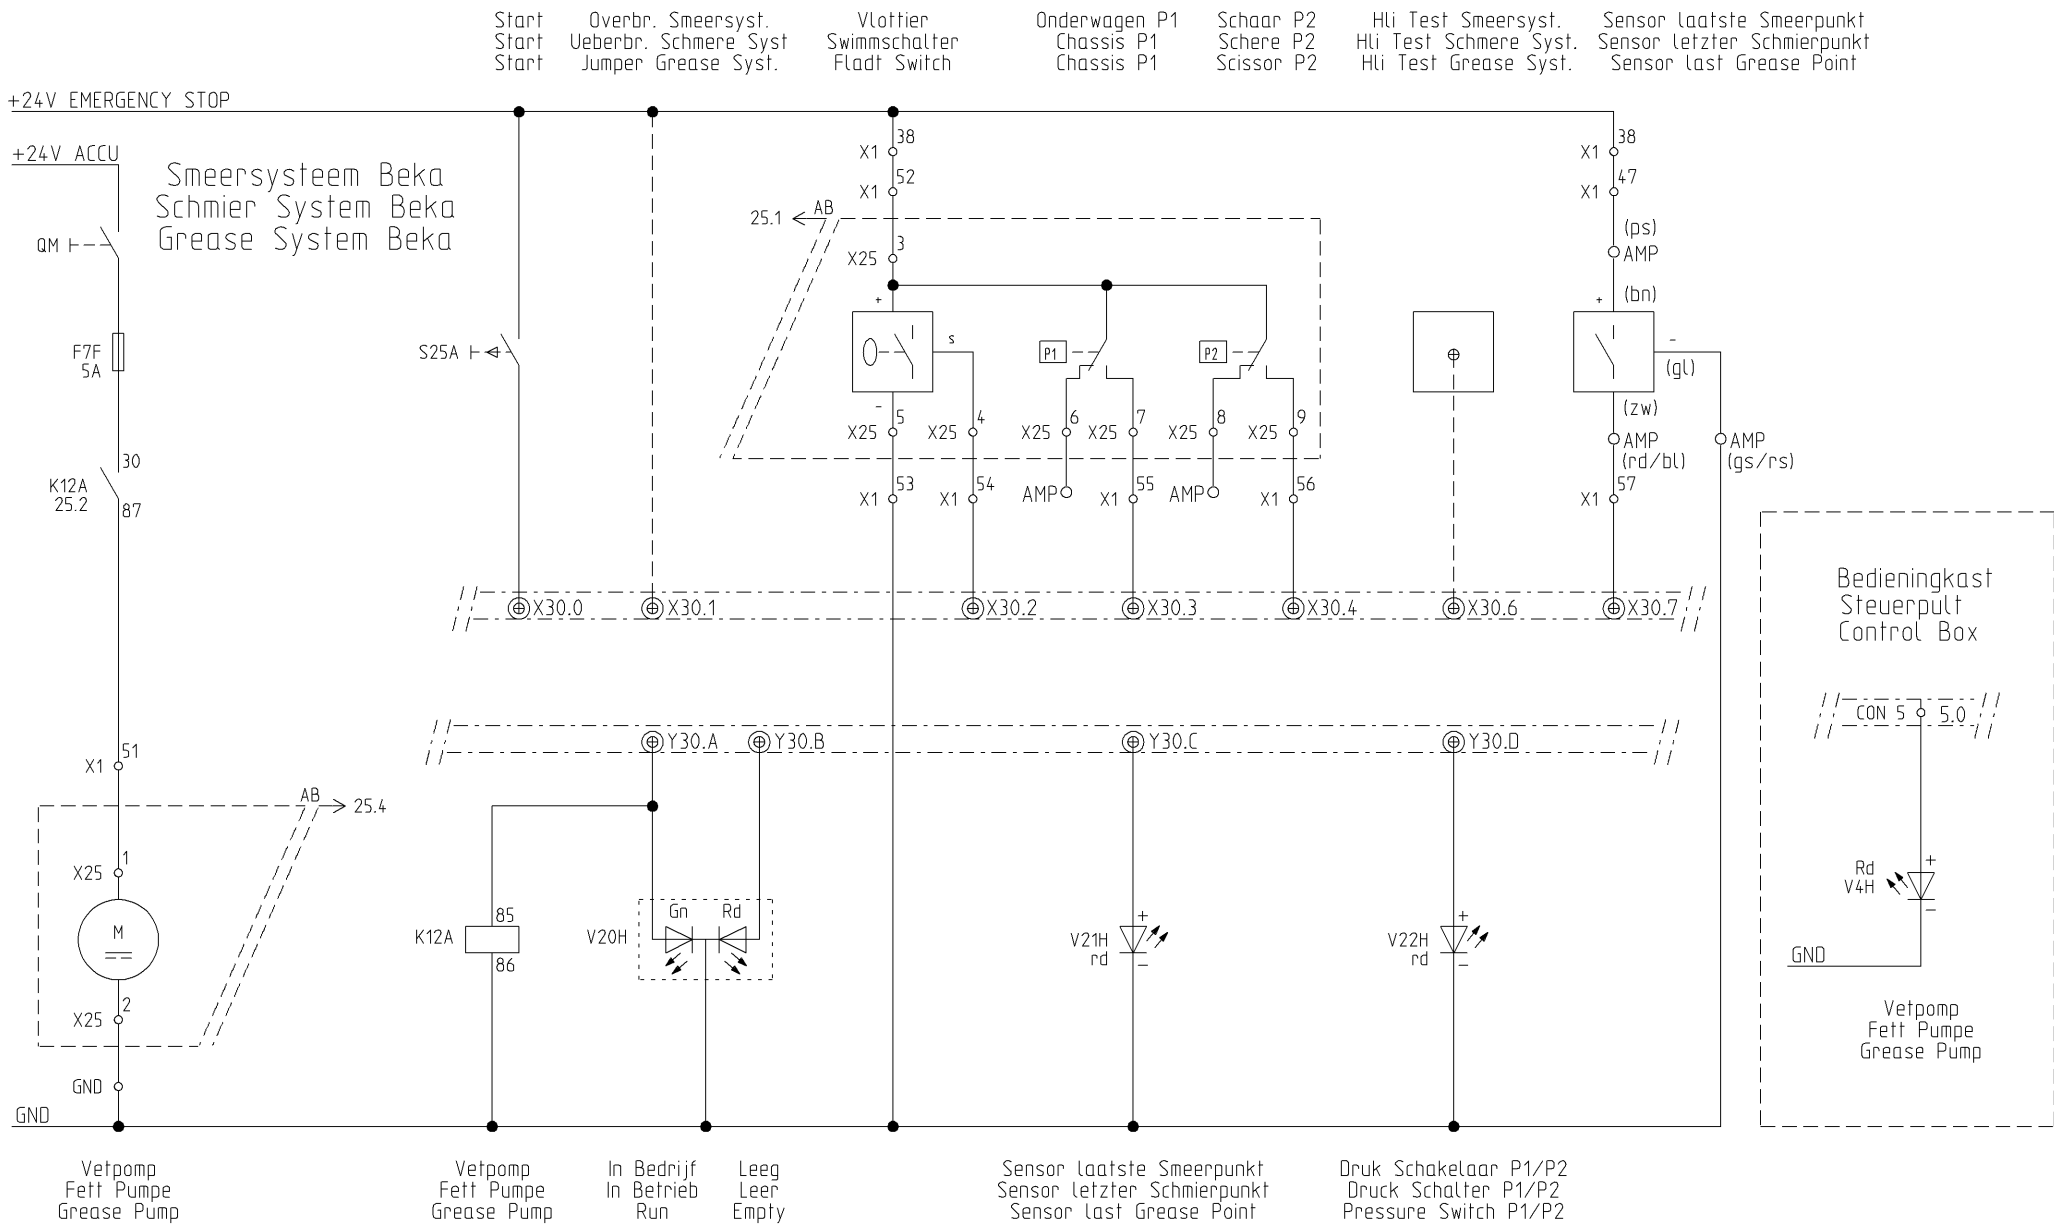 Start
Start
Start
Overbr. Smeersyst.
Ueberbr. Schmere Syst
Jumper Grease Syst.
Vlottier
Swimmschalter
Fladt Switch
Onderwagen P1
Chassis P1
Chassis P1
Schaar P2
Schere P2
Scissor P2
Hli Test Smeersyst.
Hli Test Schmere Syst.
Hli Test Grease Syst.
Sensor laatste Smeerpunkt
Sensor letzter Schmierpunkt
Sensor last Grease Point
+24V EMERGENCY STOP
+24V ACCU
Smeersysteem Beka
Schmier System Beka
Grease System Beka
38
X1
52
X1
38
X1
47
X1
25.1
AB
3
X25
(ps)
AMP
QM
+
+
(bn)
F7F
5A
S25A
s
P1
P2
-
(gl)
-
5
X25
4
X25
6
X25
7
X25
8
X25
9
X25
(zw)
AMP
(rd/bl)
AMP
(gs/rs)
30
K12A
25.2
87
53
X1
54
X1
AMP
55
X1
AMP
56
X1
57
X1
X30.0
X30.1
X30.2
X30.3
X30.4
X30.6
X30.7
Bedieningkast
Steuerpult
Control Box
CON 5
5.0
Y30.A
Y30.B
Y30.C
Y30.D
51
X1
AB
25.4
1
X25
M
2
X25
GND
GND
85
K12A
86
Gn
Rd
V20H
+
V21H
rd
-
+
V22H
rd
-
+
Rd
V4H
-
GND
Vetpomp
Fett Pumpe
Grease Pump
Vetpomp
Fett Pumpe
Grease Pump
Vetpomp
Fett Pumpe
Grease Pump
In Bedrijf
In Betrieb
Run
Leeg
Leer
Empty
Sensor laatste Smeerpunkt
Sensor letzter Schmierpunkt
Sensor last Grease Point
Druk Schakelaar P1/P2
Druck Schalter P1/P2
Pressure Switch P1/P2